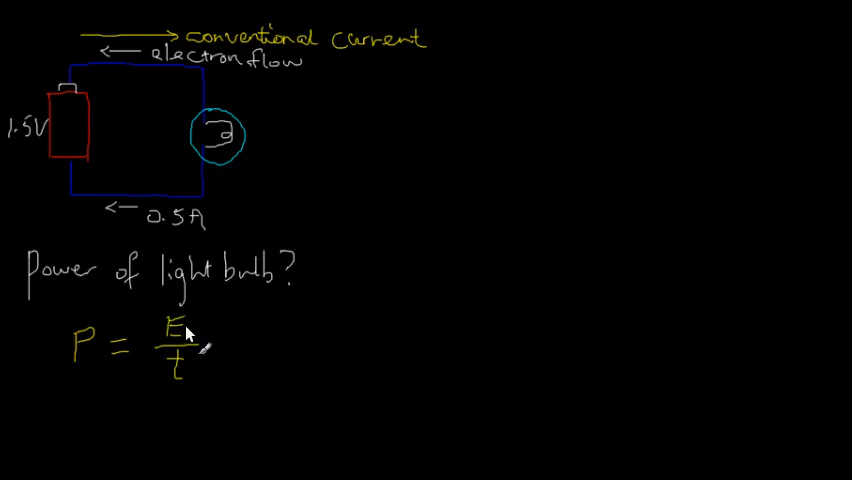 conventional current
electron flow
1.5V
0.5A
Power of light bulb?
P = E/t